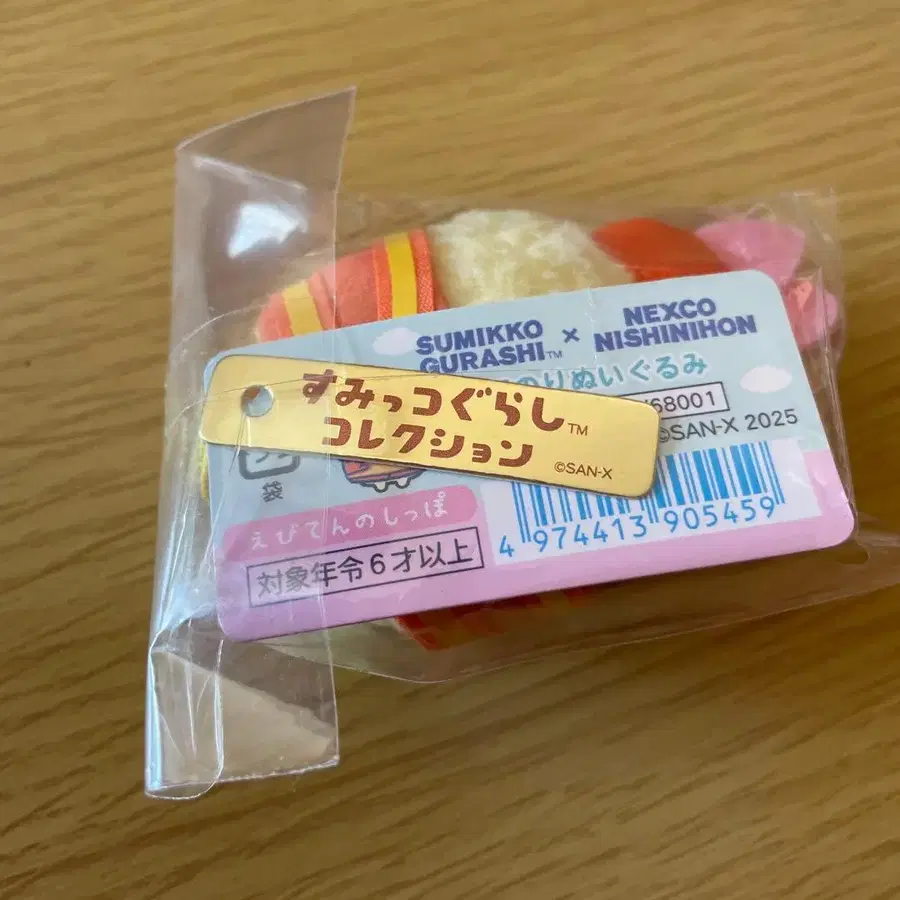 SUMIKKO
GURASHI™
×
NEXCO
NISHINIHON
のりぬいぐるみ
68001
©SAN-X 2025
すみっコぐらし™
コレクション
©SAN-X
袋
えびてんのしっぽ
対象年令6才以上
4 974413 905459